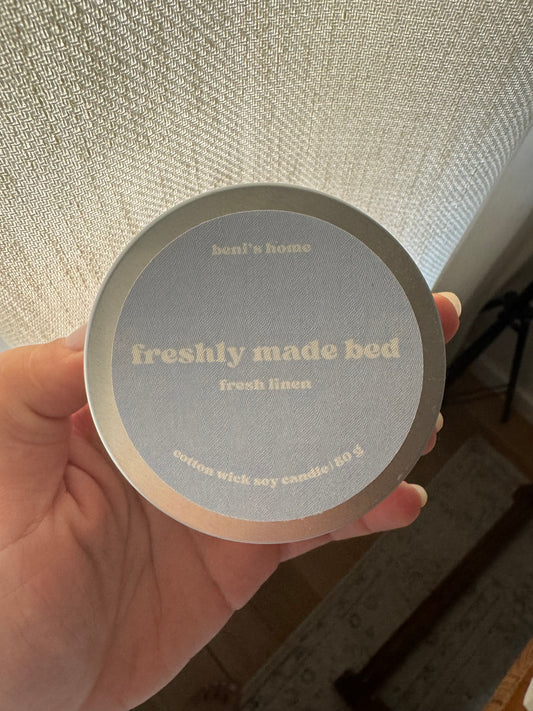 beni's home
freshly made bed
fresh linen
cotton wick soy candle | 80 g